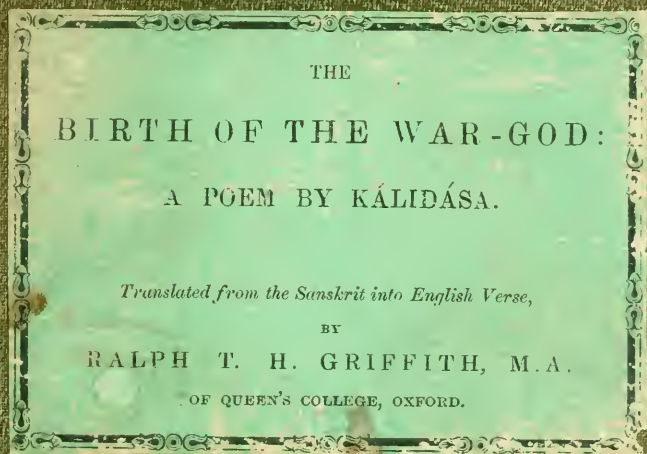 THE
BIRTH OF THE WAR-GOD:
A POEM BY KÁLIDÁSA.
Translated from the Sanskrit into English Verse,
BY
RALPH T. H. GRIFFITH, M.A.
OF QUEEN'S COLLEGE, OXFORD.